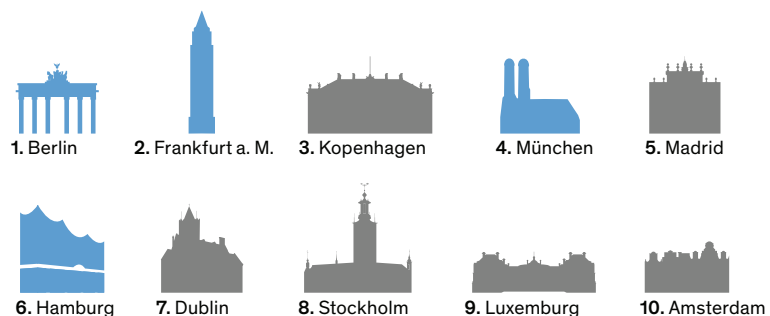 1. Berlin
2. Frankfurt a. M.
3. Kopenhagen
4. München
5. Madrid
6. Hamburg
7. Dublin
8. Stockholm
9. Luxemburg
10. Amsterdam